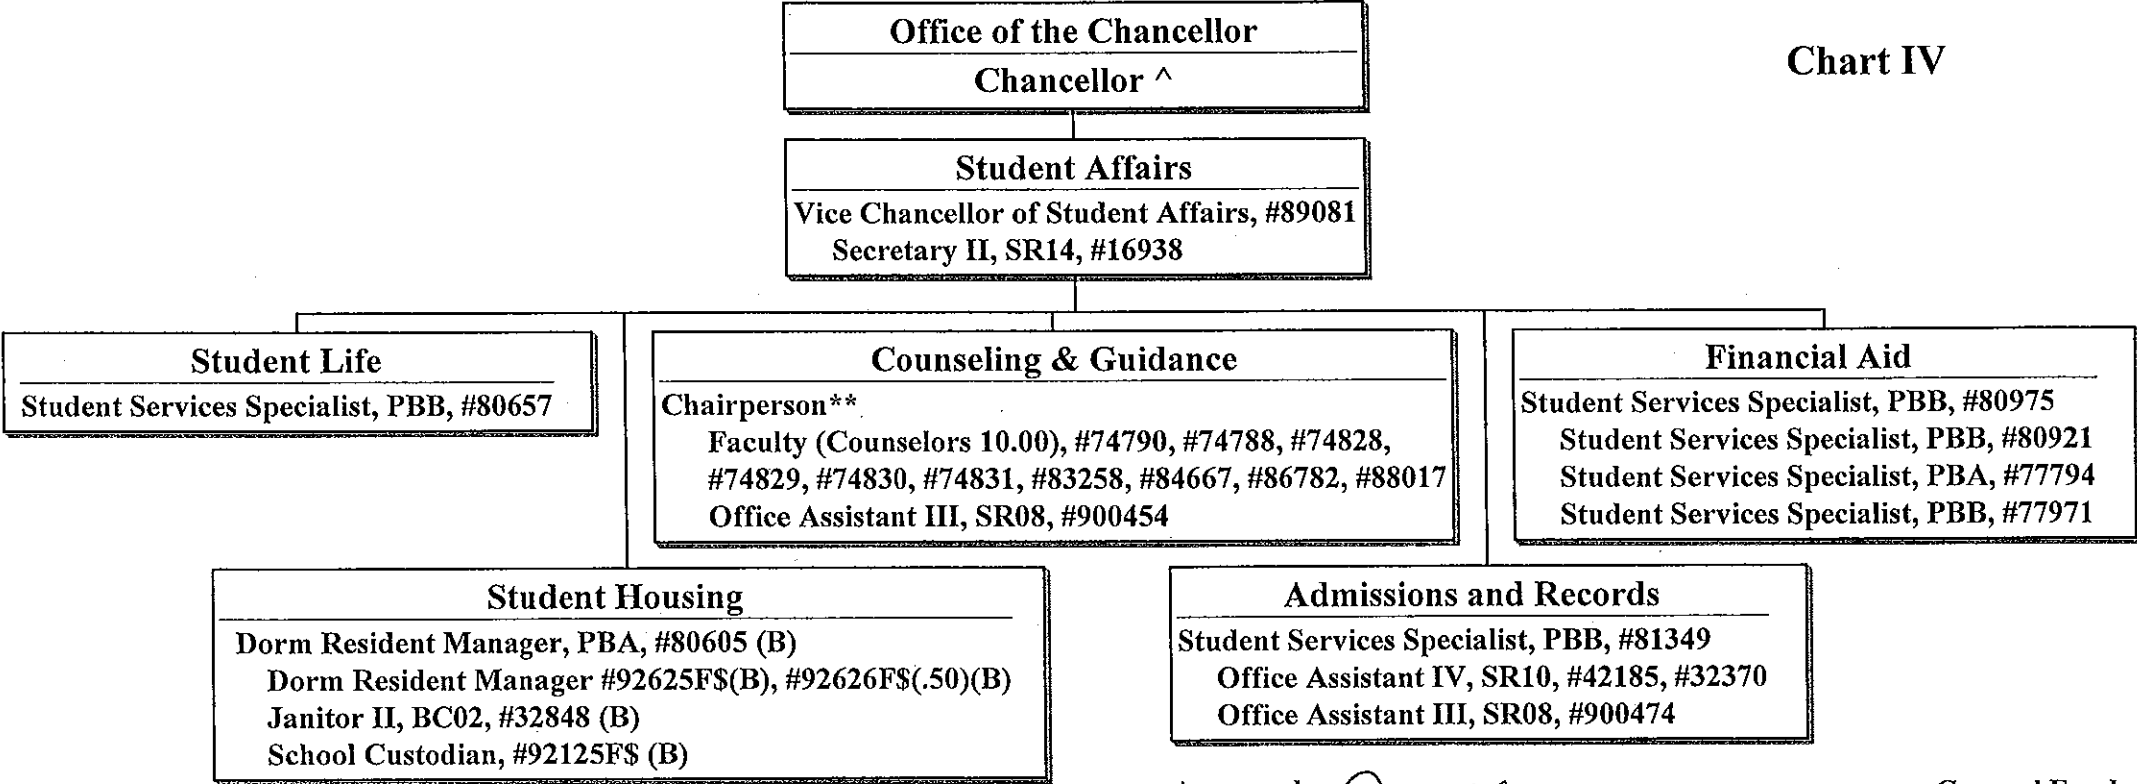 Office of the Chancellor
Chancellor ^
Chart IV
Student Affairs
Vice Chancellor of Student Affairs, #89081
Secretary II, SR14, #16938
Student Life
Student Services Specialist, PBB, #80657
Counseling & Guidance
Chairperson**
Faculty (Counselors 10.00), #74790, #74788, #74828,
#74829, #74830, #74831, #83258, #84667, #86782, #88017
Office Assistant III, SR08, #900454
Financial Aid
Student Services Specialist, PBB, #80975
Student Services Specialist, PBB, #80921
Student Services Specialist, PBA, #77794
Student Services Specialist, PBB, #77971
Student Housing
Dorm Resident Manager, PBA, #80605 (B)
Dorm Resident Manager #92625F$(B), #92626F$(.50)(B)
Janitor II, BC02, #32848 (B)
School Custodian, #92125F$ (B)
Admissions and Records
Student Services Specialist, PBB, #81349
Office Assistant IV, SR10, #42185, #32370
Office Assistant III, SR08, #900474